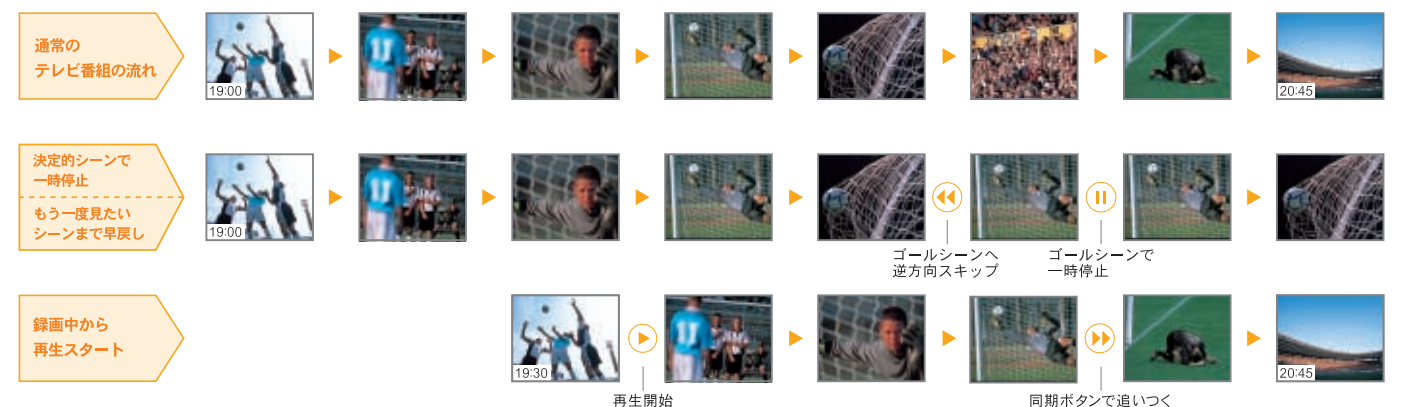 通常の
テレビ番組の流れ
19:00
11
20:45
決定的シーンで
一時停止
もう一度見たい
シーンまで早戻し
19:00
11
ゴールシーンへ
逆方向スキップ
ゴールシーンで
一時停止
録画中から
再生スタート
19:30
11
20:45
再生開始
同期ボタンで追いつく